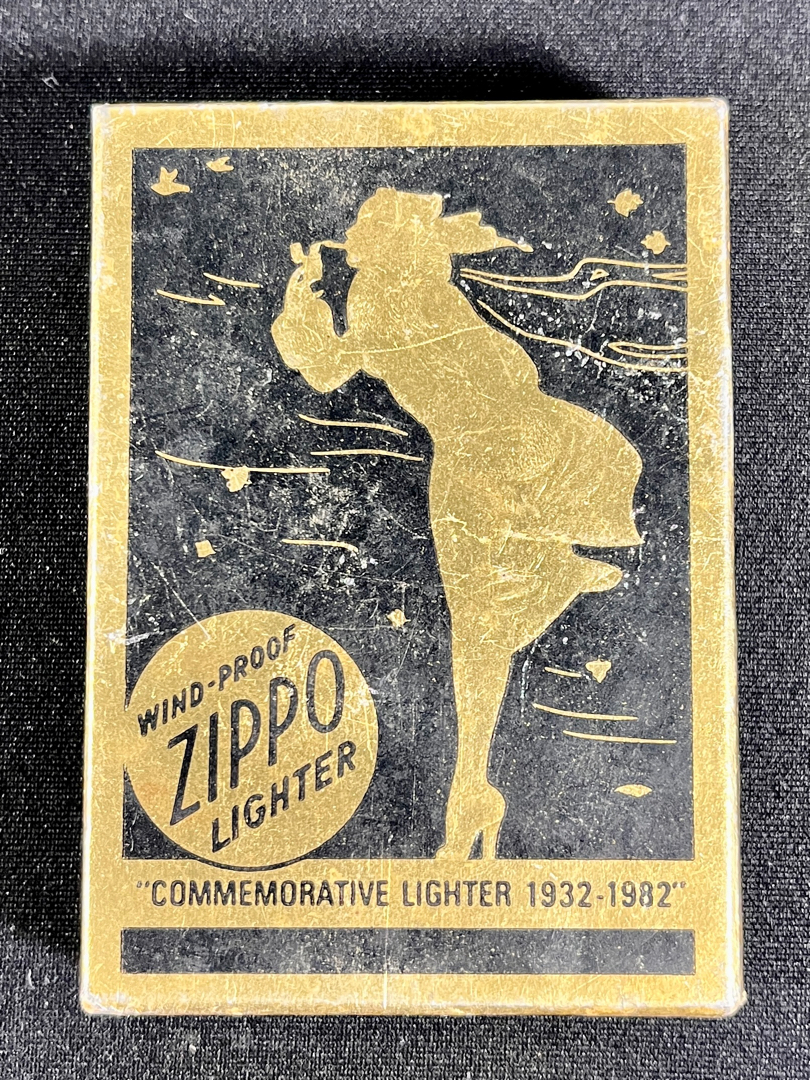 WIND-PROOF
ZIPPO
LIGHTER
"COMMEMORATIVE LIGHTER 1932-1982"